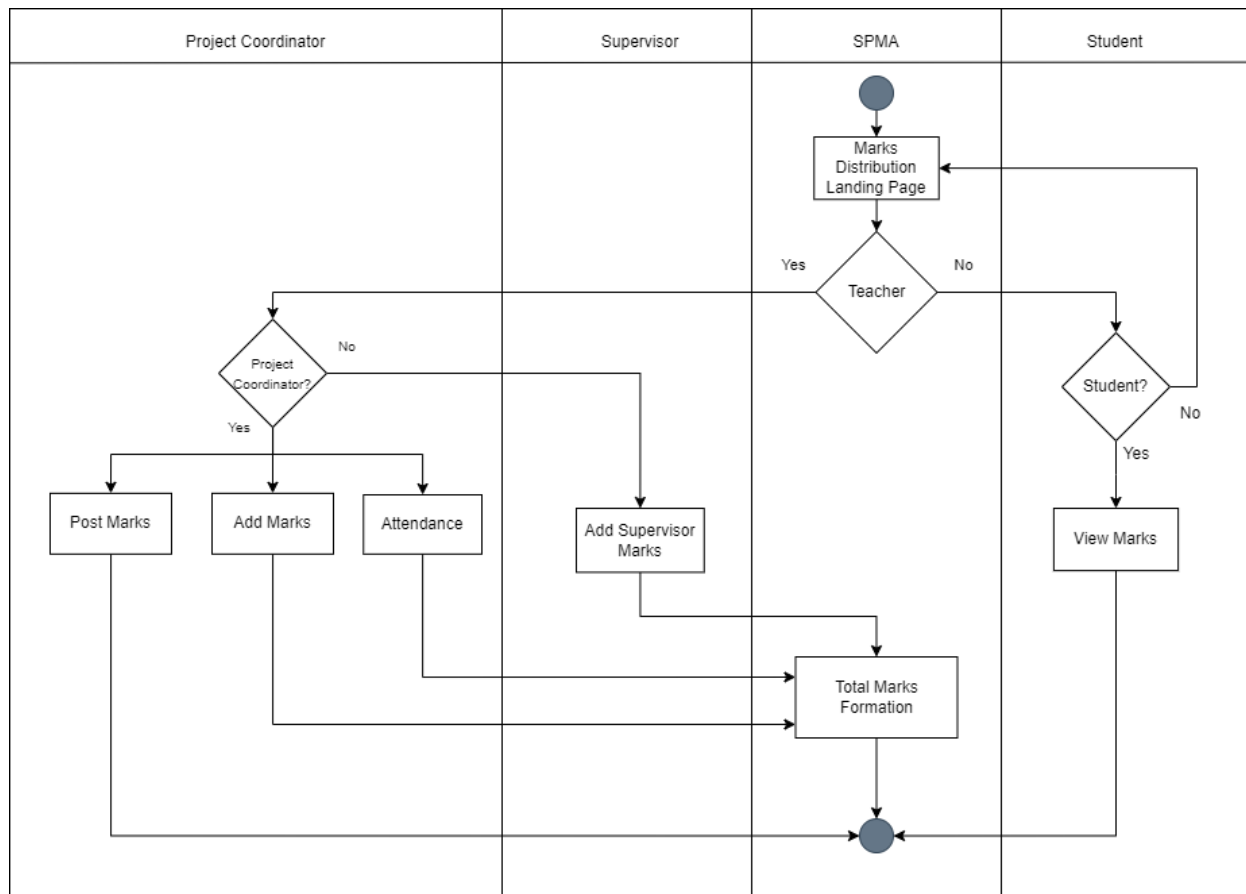 Project Coordinator
Supervisor
SPMA
Student
Marks
Distribution
Landing Page
Yes
No
Teacher
No
Project
Coordinator?
Yes
Student?
No
Yes
Post Marks
Add Marks
Attendance
Add Supervisor
Marks
View Marks
Total Marks
Formation